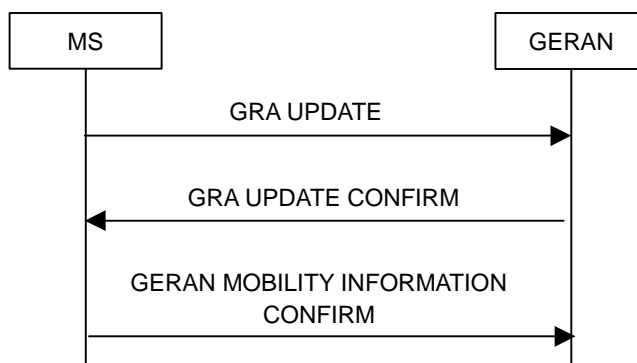 MS
GERAN
GRA UPDATE
GRA UPDATE CONFIRM
GERAN MOBILITY INFORMATION
CONFIRM